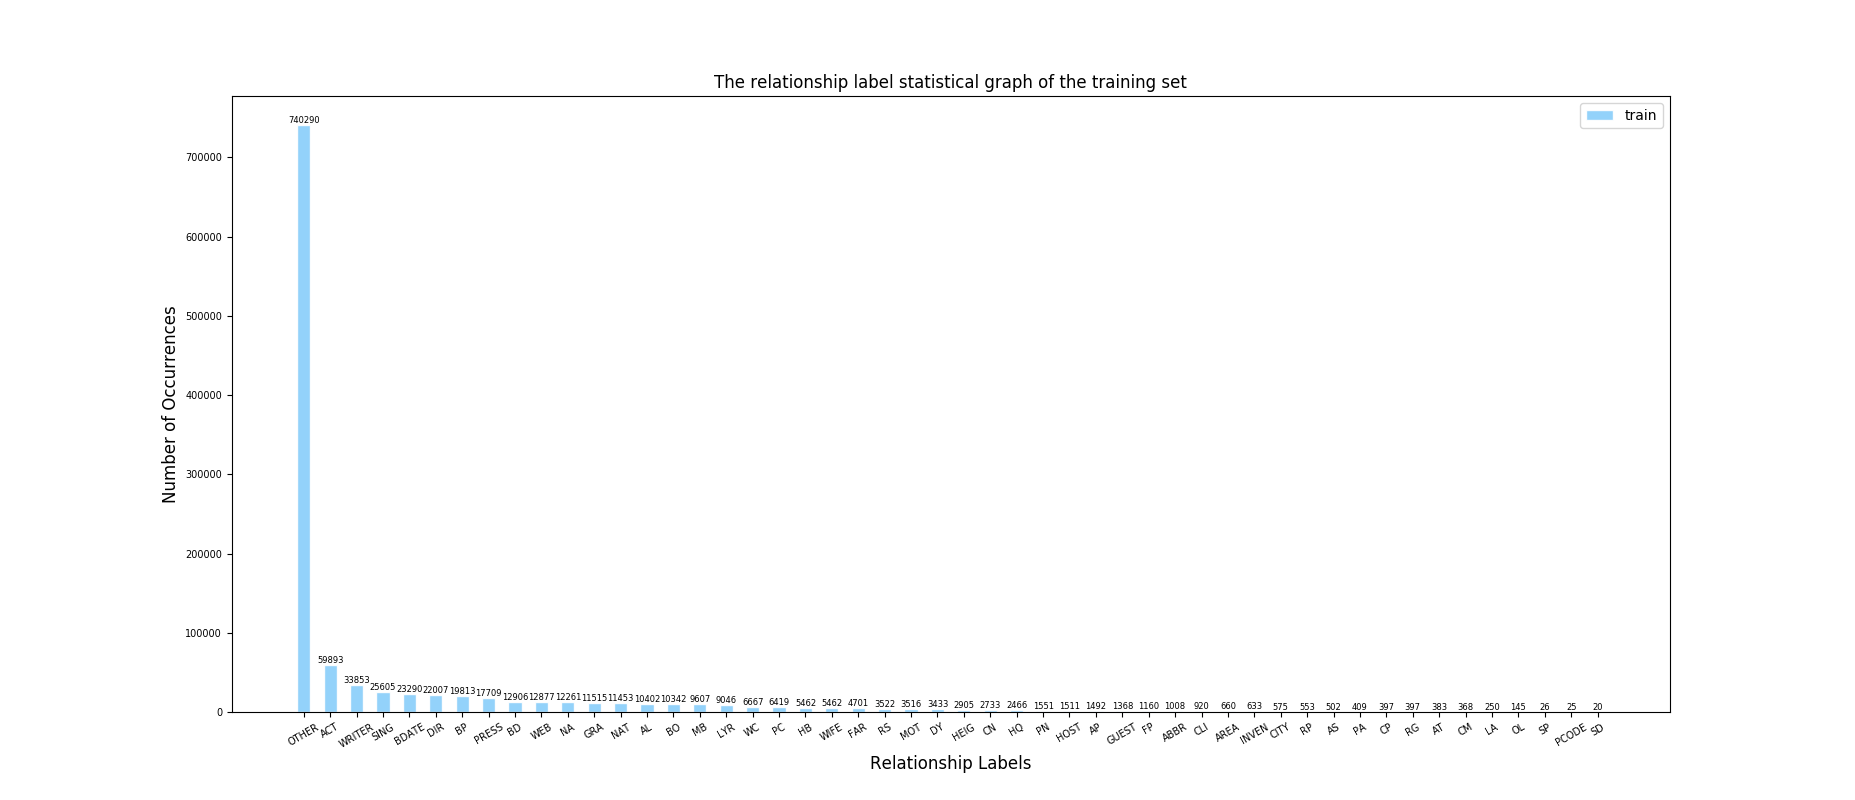 The relationship label statistical graph of the training set
train
Number of Occurrences
700000
600000
500000
400000
300000
200000
100000
0
740290 59893 33853 25605 23290 22007 19813 17709 12906 12877 12261 11515 11453 10402 10342 9607 9046 6667 6419 5462 5462 4701 3522 3516 3433 2905 2733 2466 1551 1511 1492 1368 1160 1008 920 660 633 575 553 502 409 397 397 383 368 250 145 26 25 20
OTHER ACT WRITER SING BDATE DIR BP PRESS BD WEB NA GRA NAT AL BO MB LYR WC PC HB WIFE FAR RS MOT DY HEIG CN HQ PN HOST AP GUEST FP ABBR CLI AREA INVEN CITY RP AS PA CP RG AT CM LA OL SP PCODE SD
Relationship Labels